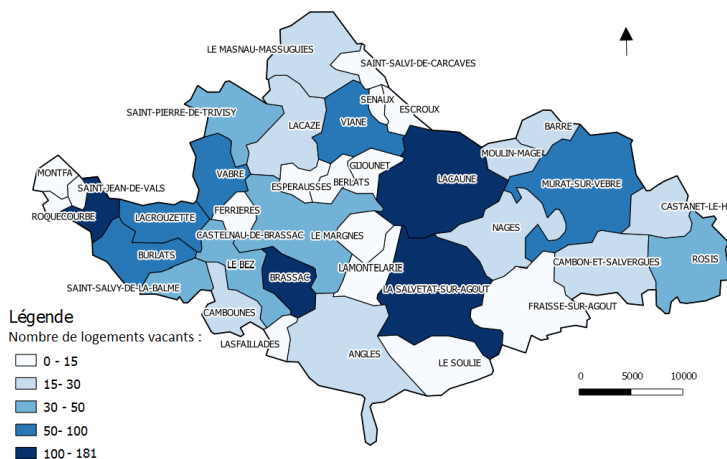 LE MASNAU-MASSUGUIES
SAINT-SALVI-DE-CARCAVES
SENAUX
ESCROUX
SAINT-PIERRE-DE-TRIVISY
LACAZE
VIANE
BARRE
MOULIN-MAGE
GIJOUNET
MONTFA
VABRE
BERLATS
LACAUNE
SAINT-JEAN-DE-VALS
ESPERAUSSES
MURAT-SUR-VEBRE
CASTANET-LE-H
ROQUECOURBE
LACROUZETTE
FERRIERES
NAGES
CASTELNAU-DE-BRASSAC
LE MARGNES
BURLATS
LE BEZ
LAMONTELARIE
CAMBON-ET-SALVERGUES
ROSIS
BRASSAC
SAINT-SALVY-DE-LA-BALME
LA SALVETAT-SUR-AGOUT
FRAISSE-SUR-AGOUT
CAMBOUNES
LASFAILLADES
ANGLES
LE SOULIE
Légende
Nombre de logements vacants :
0 - 15
15- 30
30 - 50
50- 100
100 - 181
0 5000 10000